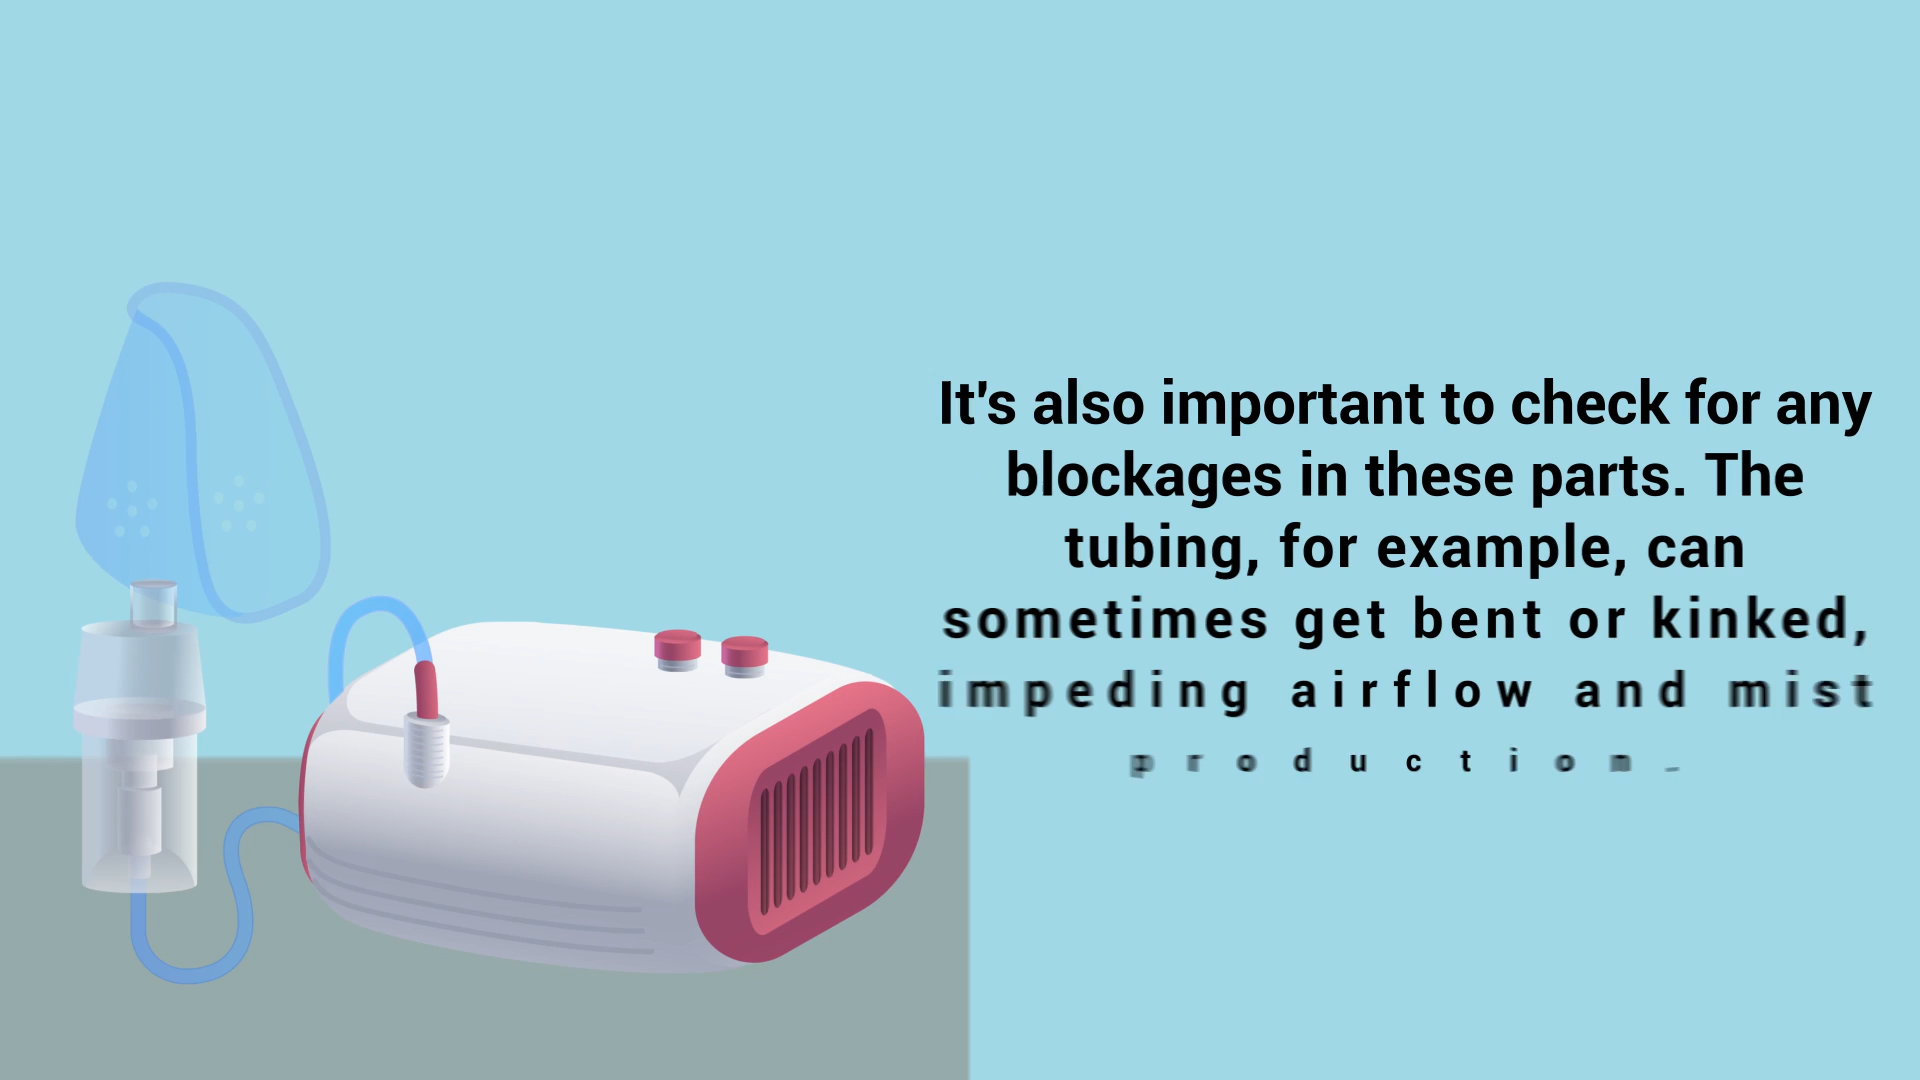 It's also important to check for any
blockages in these parts. The
tubing, for example, can
sometimes get bent or kinked,
impeding airflow and mist
production.